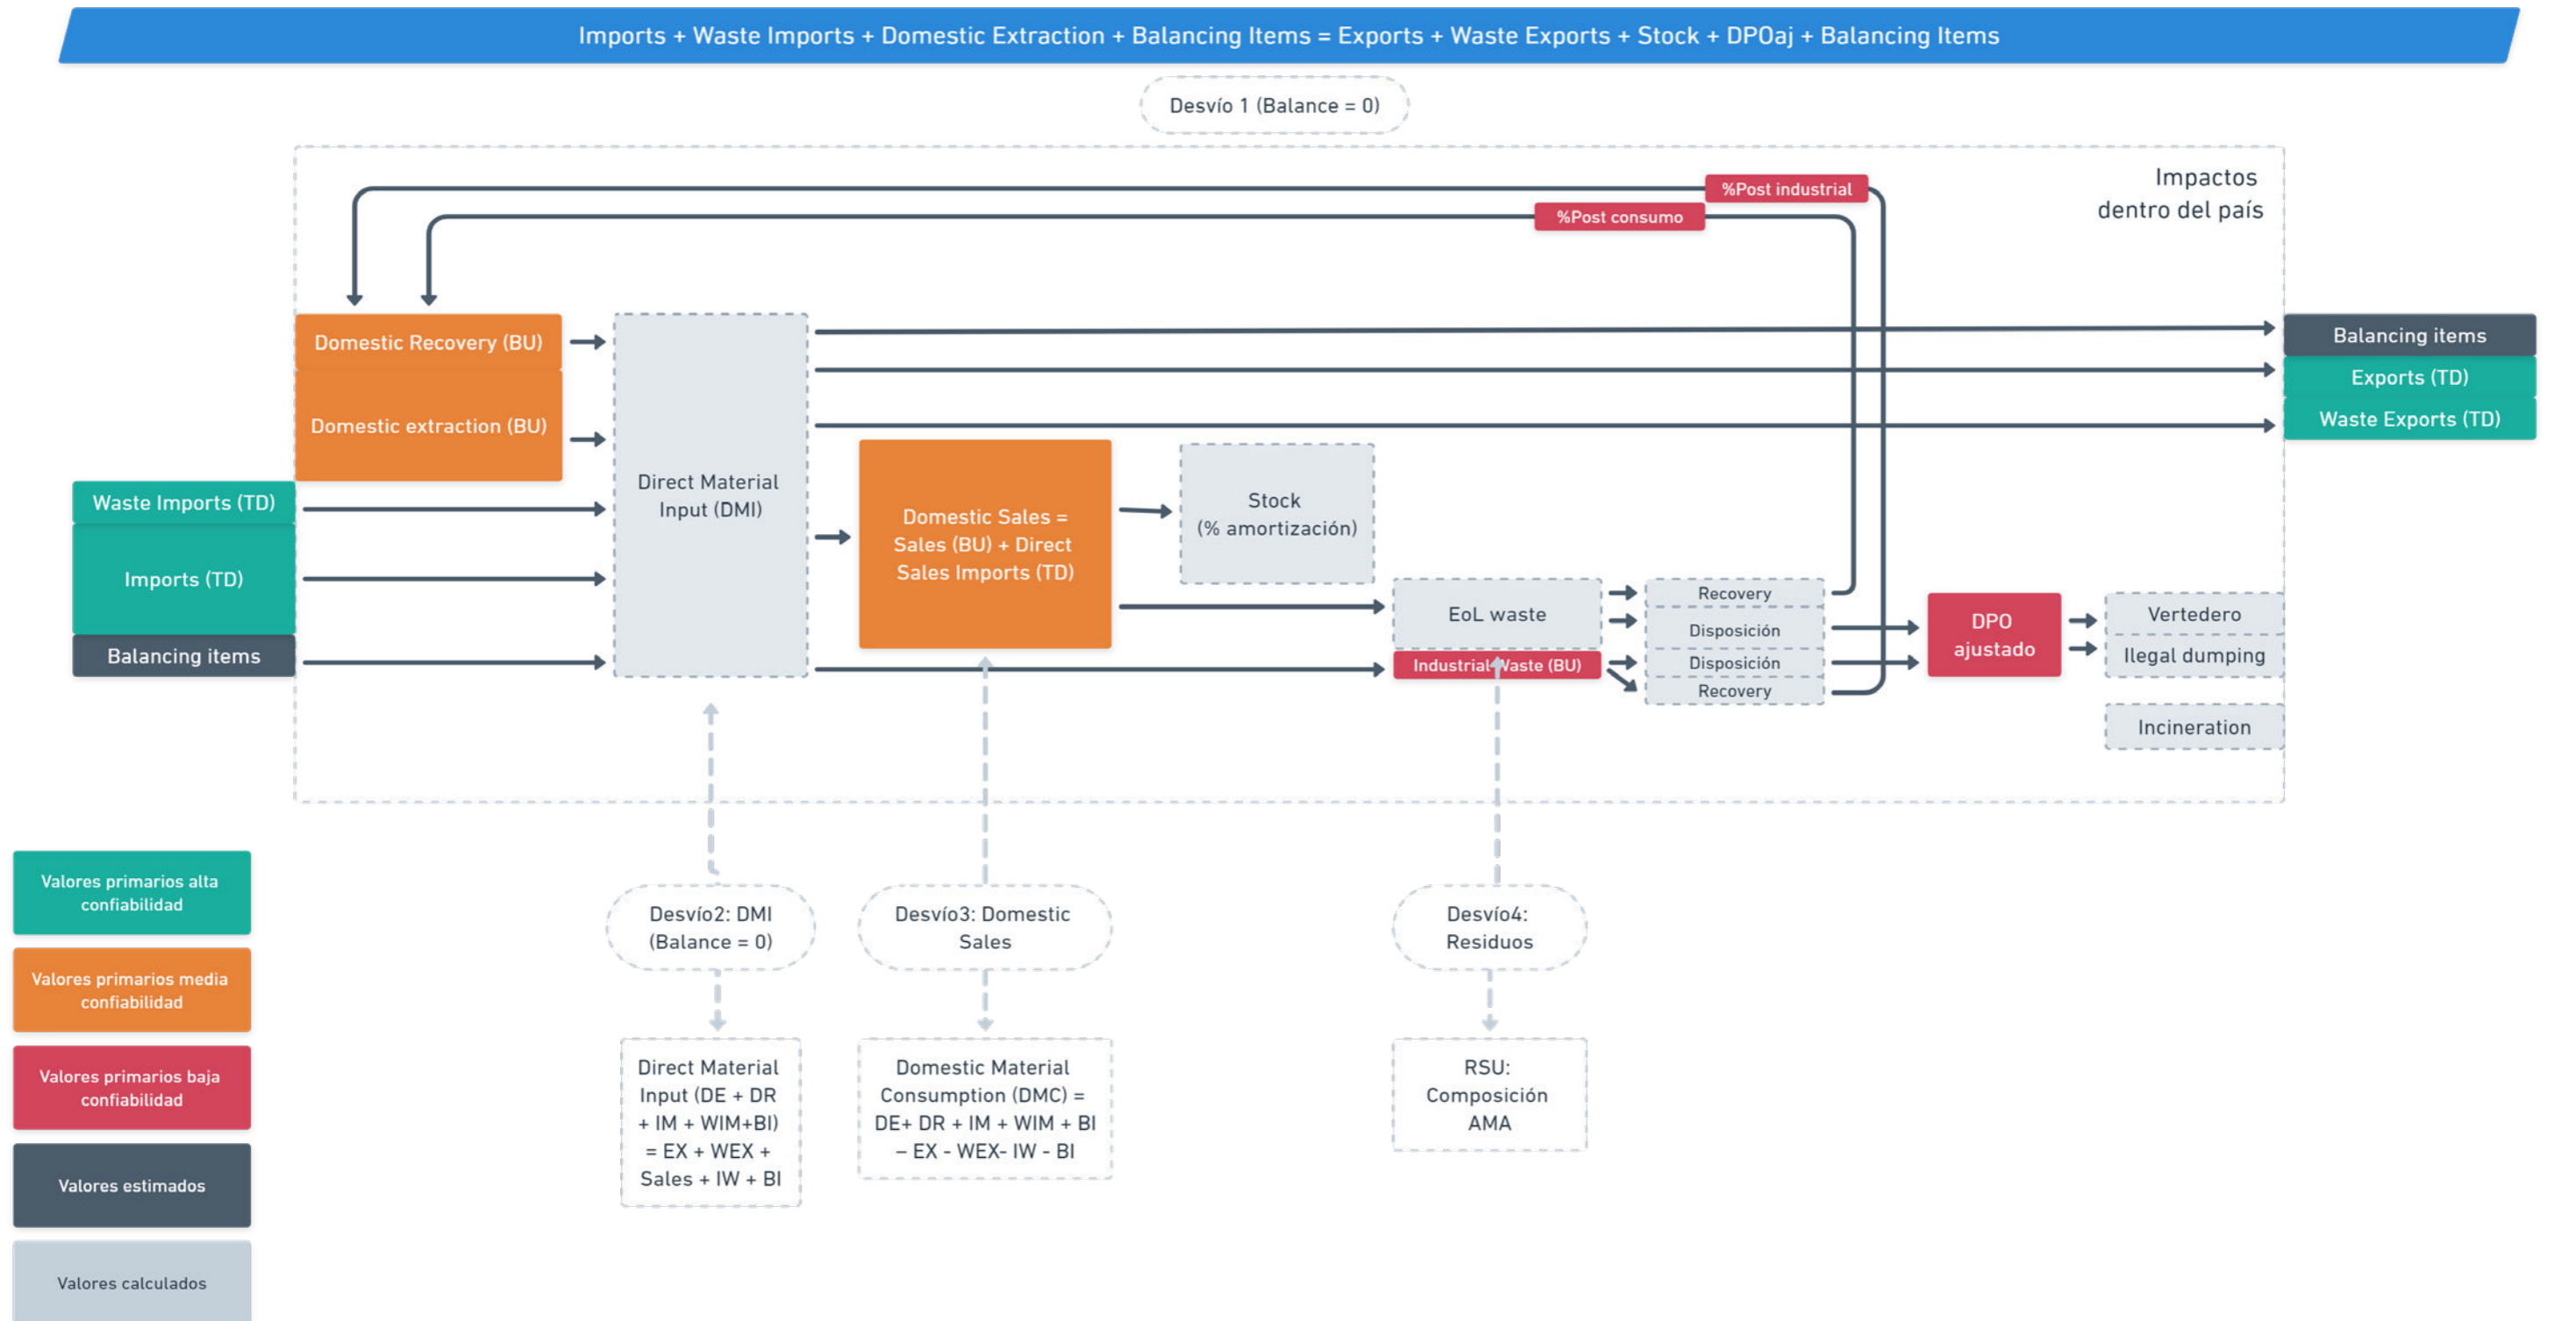 Imports + Waste Imports + Domestic Extraction + Balancing Items = Exports + Waste Exports + Stock + DPOaj + Balancing Items
Desvío 1 (Balance = 0)
Impactos
dentro del país
%Post industrial
%Post consumo
Domestic Recovery (BU)
Domestic extraction (BU)
Waste Imports (TD)
Imports (TD)
Balancing items
Direct Material
Input (DMI)
Domestic Sales =
Sales (BU) + Direct
Sales Imports (TD)
Stock
(% amortización)
EoL waste
Industrial Waste (BU)
Recovery
Disposición
Disposición
Recovery
DPO
ajustado
Vertedero
Ilegal dumping
Incineration
Balancing items
Exports (TD)
Waste Exports (TD)
Desvío2: DMI
(Balance = 0)
Desvío3: Domestic
Sales
Desvío4:
Residuos
Direct Material
Input (DE + DR
+ IM + WIM+BI)
= EX + WEX +
Sales + IW + BI
Domestic Material
Consumption (DMC) =
DE+ DR + IM + WIM + BI
– EX - WEX- IW - BI
RSU:
Composición
AMA
Valores primarios alta
confiabilidad
Valores primarios media
confiabilidad
Valores primarios baja
confiabilidad
Valores estimados
Valores calculados